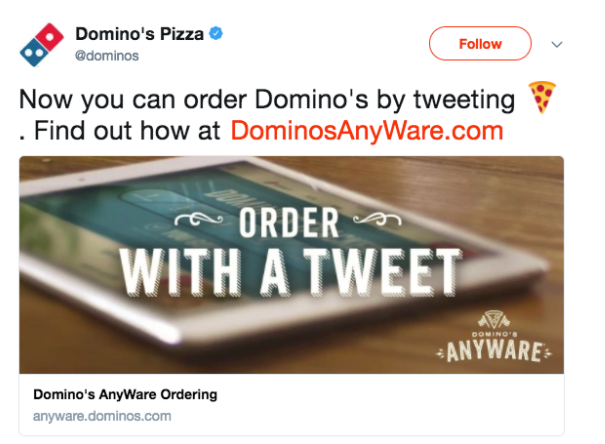 Domino's Pizza
@dominos
Follow
Now you can order Domino's by tweeting 🍕
. Find out how at DominosAnyWare.com
ORDER
WITH A TWEET
DOMINO'S
ANYWARE
Domino's AnyWare Ordering
anyware.dominos.com